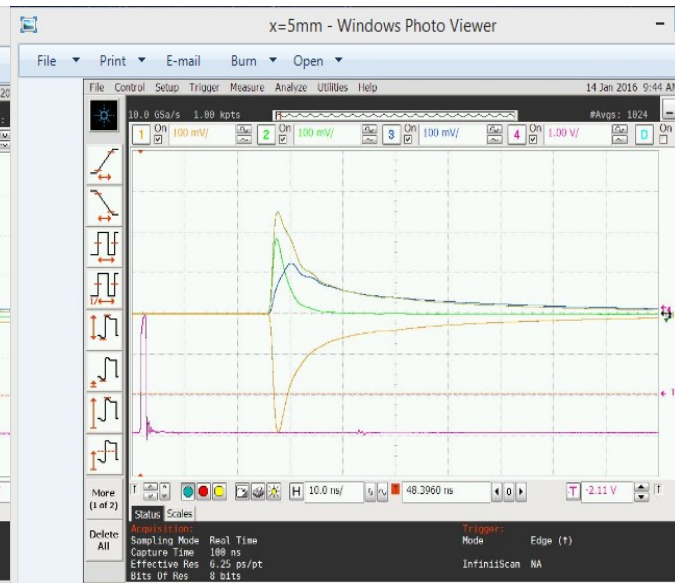 x=5mm - Windows Photo Viewer
File Print E-mail Burn Open
File Control Setup Trigger Measure Analyze Utilities Help 14 Jan 2016 9:44 AM
10.0 GSa/s 1.00 kpts #Avgs: 1024
1 On 100 mV/ 2 On 100 mV/ 3 On 100 mV/ 4 On 1.00 V/ D On
More
(1 of 2)
Delete
All
H 10.0 ns/ 48.3960 ns 0 T -2.11 V
Status Scales
Acquisition: Trigger:
Sampling Mode Real Time Mode Edge (↑)
Capture Time 100 ns InfiniiScan NA
Effective Res 6.25 ps/pt
Bits Of Res 8 bits